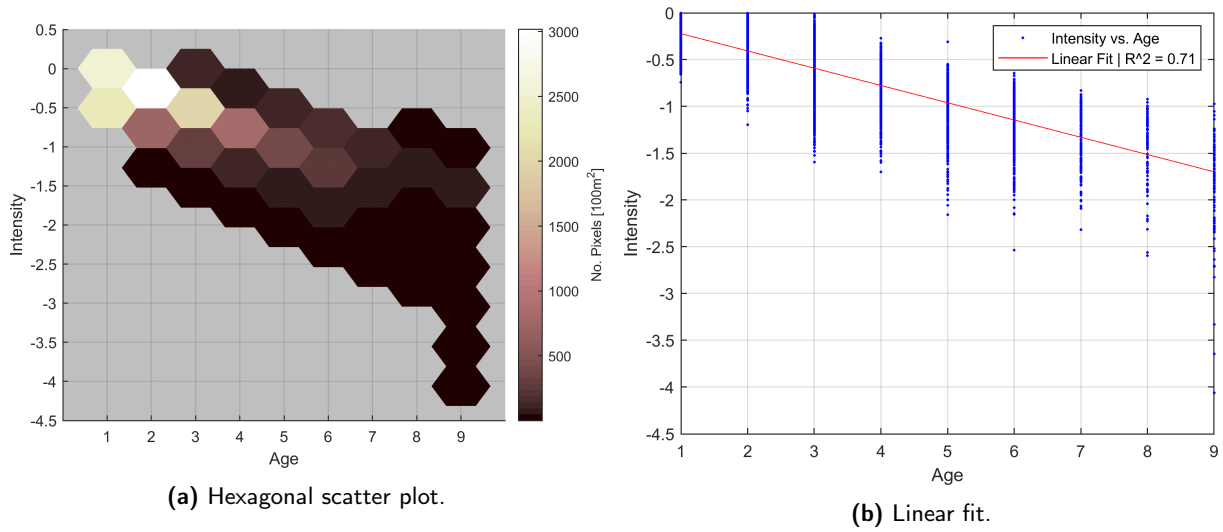 0.5
0
-0.5
-1
-1.5
-2
-2.5
-3
-3.5
-4
-4.5
Intensity
1 2 3 4 5 6 7 8 9
Age
3000
2500
2000
1500
1000
500
No. Pixels [100m²]
(a) Hexagonal scatter plot.
0
-0.5
-1
-1.5
-2
-2.5
-3
-3.5
-4
-4.5
Intensity
Intensity vs. Age
Linear Fit | R^2 = 0.71
1 2 3 4 5 6 7 8 9
Age
(b) Linear fit.